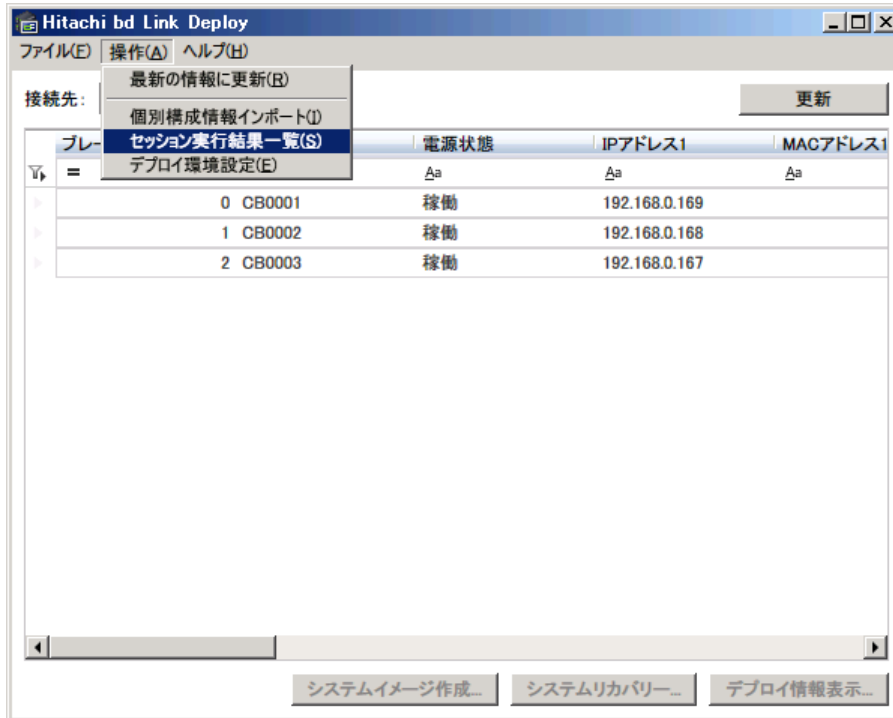 Hitachi bd Link Deploy
ファイル(F) 操作(A) ヘルプ(H)
最新の情報に更新(R)
個別構成情報インポート(I)
セッション実行結果一覧(S)
デプロイ環境設定(E)
接続先: 更新
ブレー 電源状態 IPアドレス1 MACアドレス1
= Aa Aa Aa
0 CB0001 稼働 192.168.0.169
1 CB0002 稼働 192.168.0.168
2 CB0003 稼働 192.168.0.167
システムイメージ作成... システムリカバリー... デプロイ情報表示...